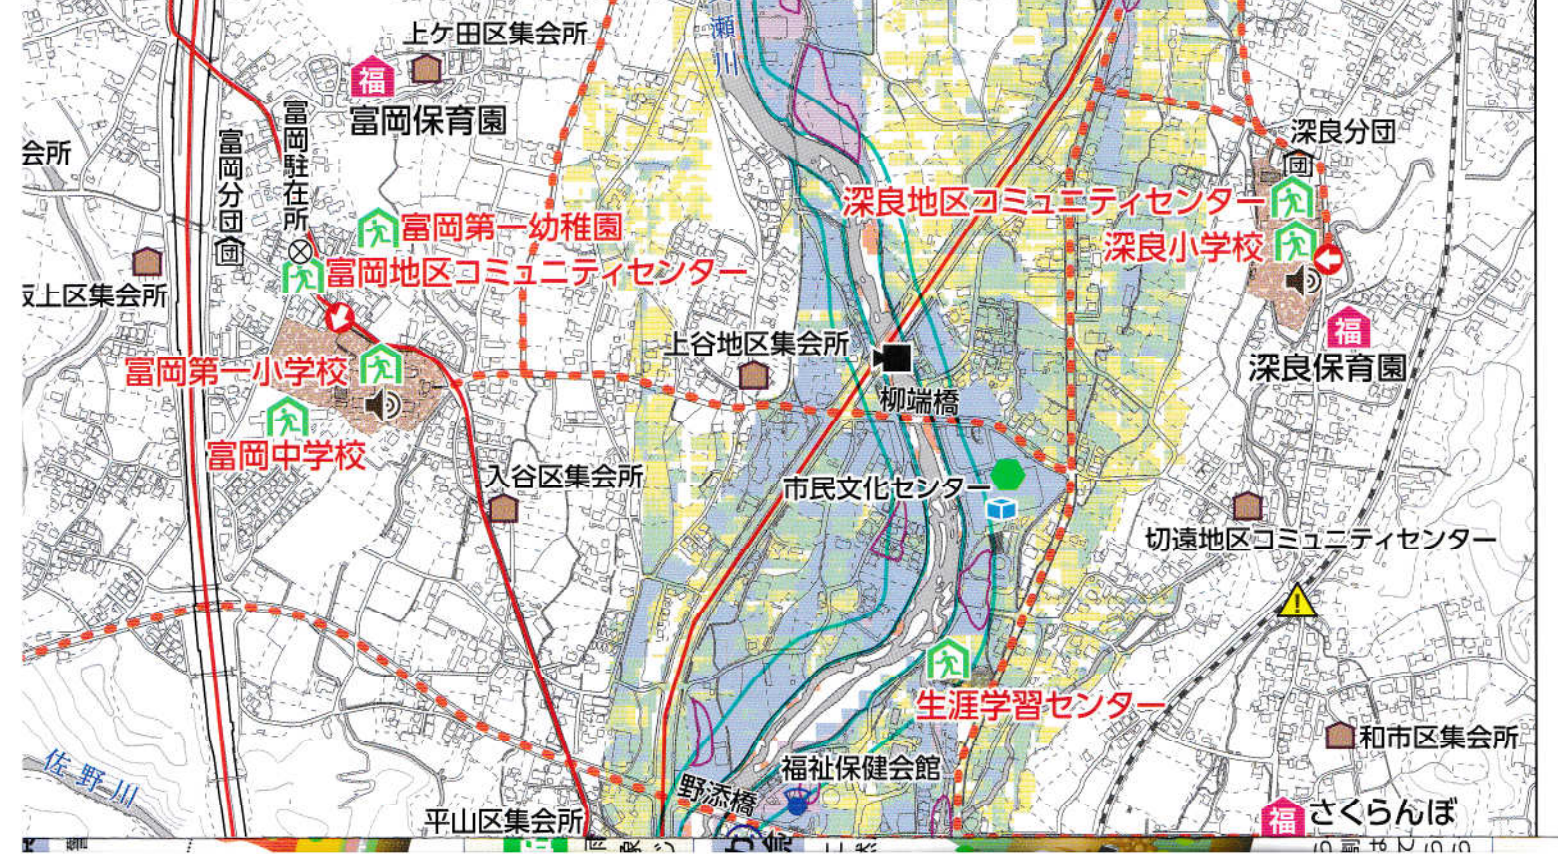 瀬川
上ケ田区集会所
福
富岡保育園
富岡駐在所
富岡分団
団
会所
深良分団
団
深良地区コミュニティセンター
富岡第一幼稚園
深良小学校
富岡地区コミュニティセンター
上区集会所
福
上谷地区集会所
深良保育園
富岡第一小学校
柳端橋
富岡中学校
入谷区集会所
市民文化センター
切遠地区コミュニティセンター
生涯学習センター
和市区集会所
佐野川
福祉保健会館
野添橋
平山区集会所
福
さくらんぼ